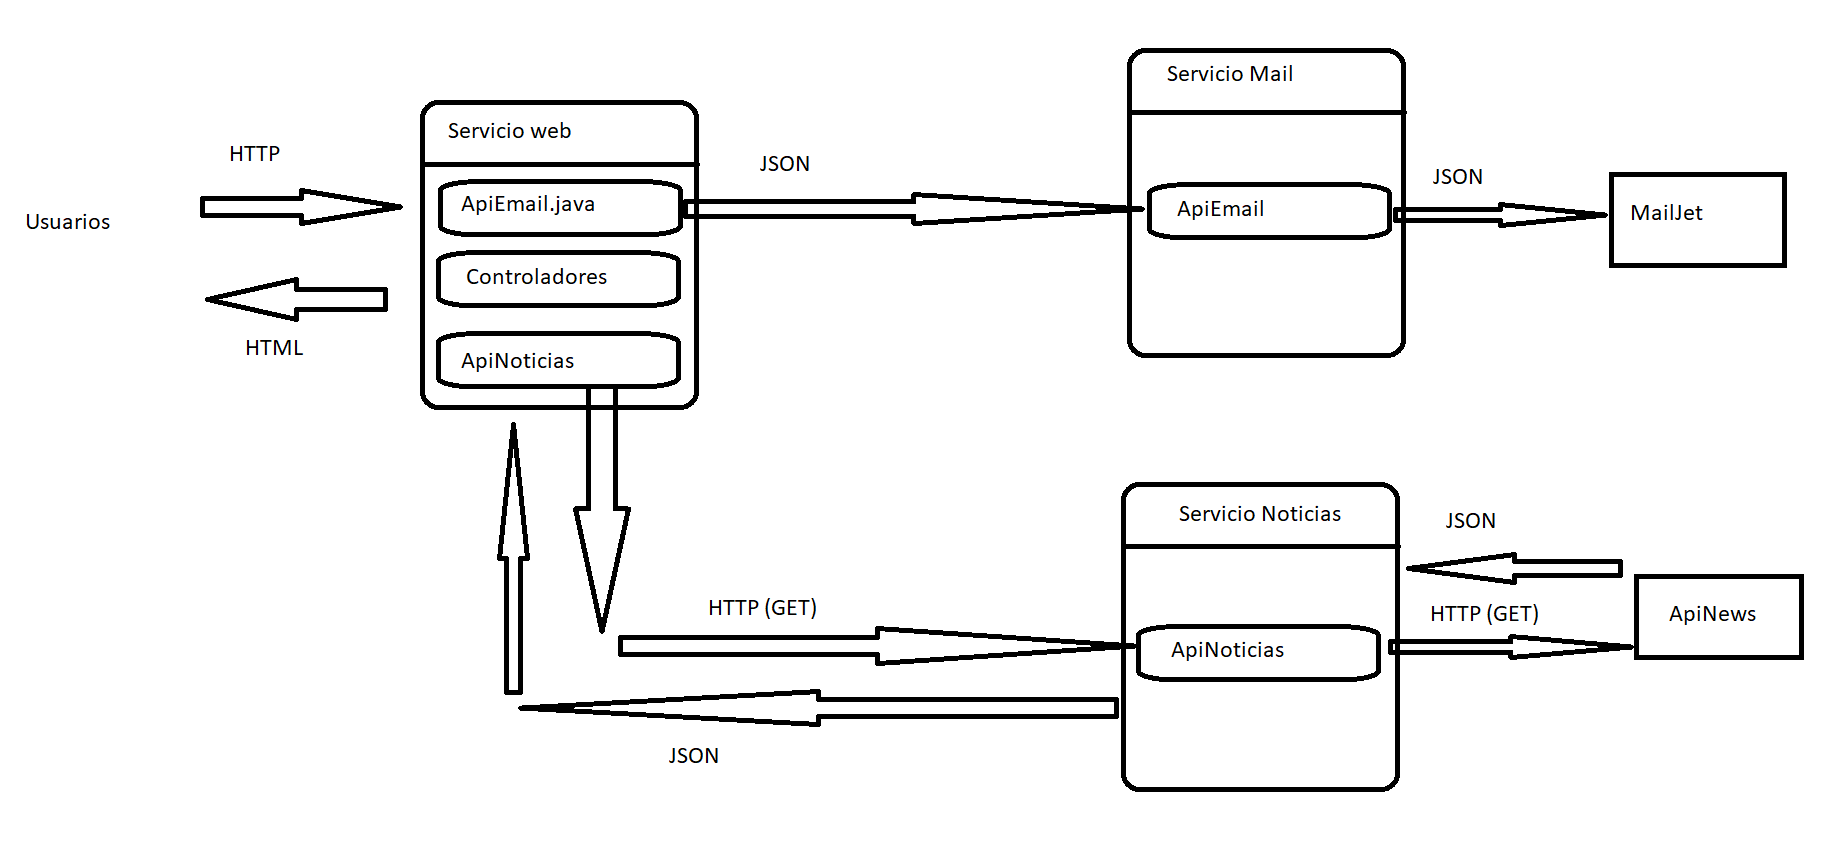 Servicio Mail
Servicio web
HTTP
JSON
JSON
ApiEmail.java
ApiEmail
MailJet
Usuarios
Controladores
HTML
ApiNoticias
Servicio Noticias
JSON
HTTP (GET)
HTTP (GET)
ApiNews
ApiNoticias
JSON